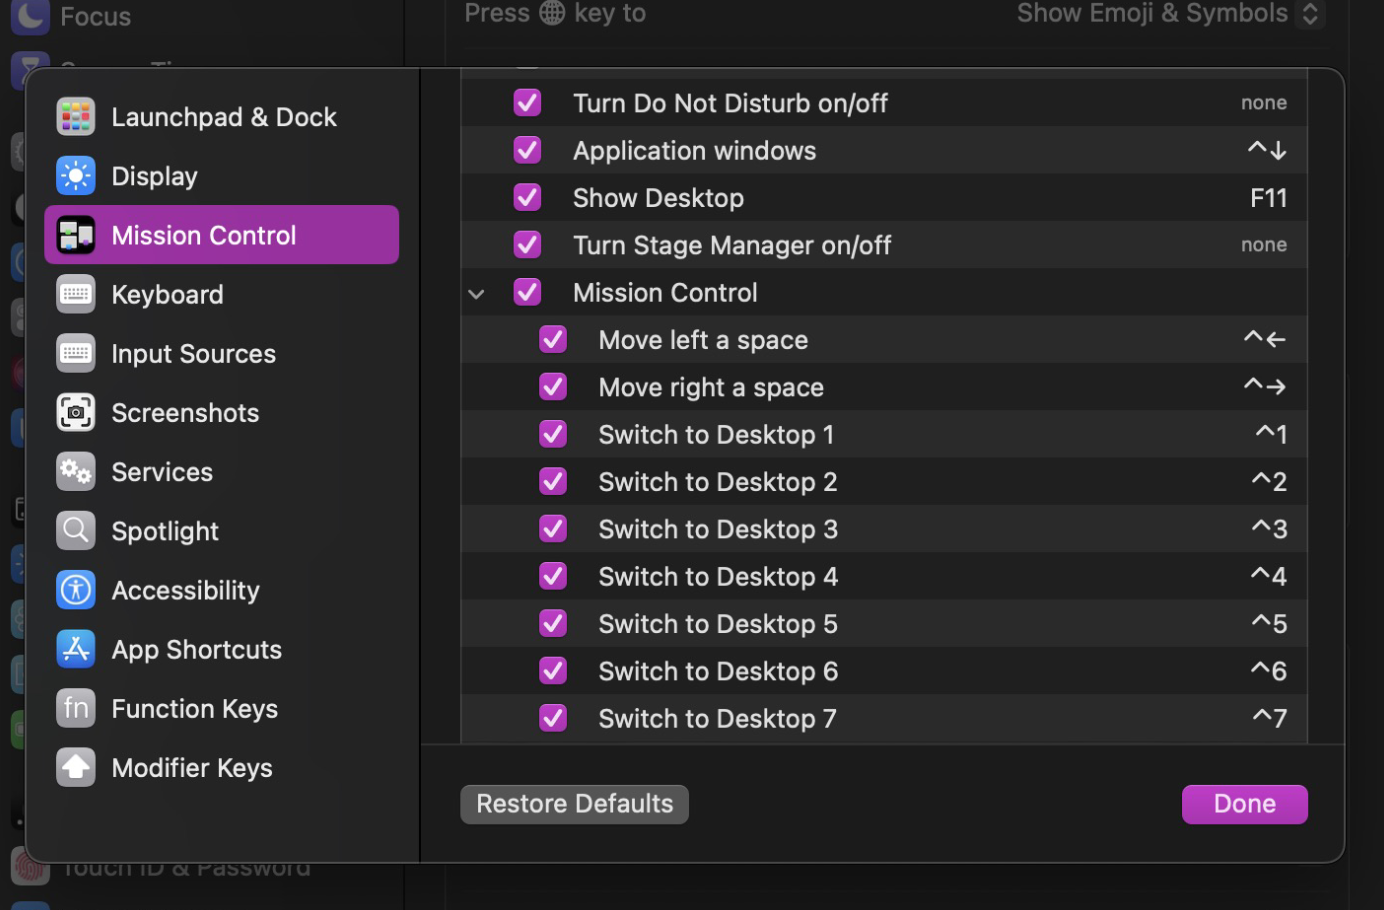 Focus
Press key to
Show Emoji & Symbols
Launchpad & Dock
Display
Mission Control
Keyboard
Input Sources
Screenshots
Services
Spotlight
Accessibility
App Shortcuts
fn Function Keys
Modifier Keys
Turn Do Not Disturb on/off none
Application windows ^↓
Show Desktop F11
Turn Stage Manager on/off none
Mission Control
Move left a space ^←
Move right a space ^→
Switch to Desktop 1 ^1
Switch to Desktop 2 ^2
Switch to Desktop 3 ^3
Switch to Desktop 4 ^4
Switch to Desktop 5 ^5
Switch to Desktop 6 ^6
Switch to Desktop 7 ^7
Restore Defaults
Done
Touch ID & Password